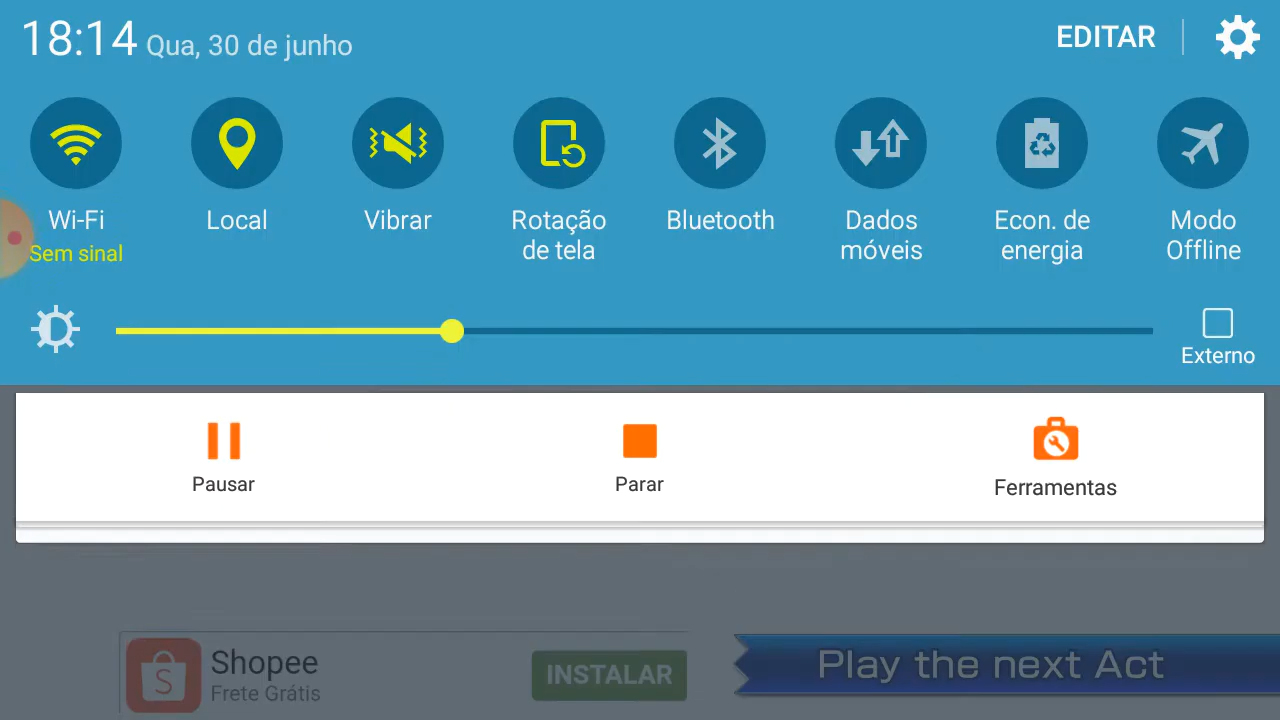 18:14 Qua, 30 de junho EDITAR
Wi-Fi Local Vibrar Rotação de tela Bluetooth Dados móveis Econ. de energia Modo Offline
Sem sinal
Externo
Pausar Parar Ferramentas
Shopee
Frete Grátis
INSTALAR
Play the next Act